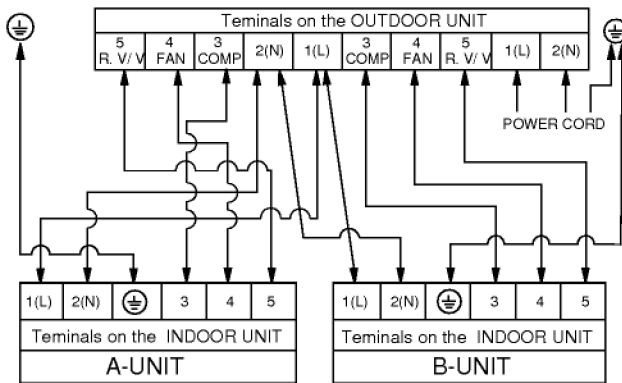 Teminals on the OUTDOOR UNIT
5 R. V/ V
4 FAN
3 COMP
2(N)
1(L)
3 COMP
4 FAN
5 R. V/ V
1(L)
2(N)
POWER CORD
1(L) 2(N) 3 4 5
Teminals on the INDOOR UNIT
A-UNIT
1(L) 2(N) 3 4 5
Teminals on the INDOOR UNIT
B-UNIT